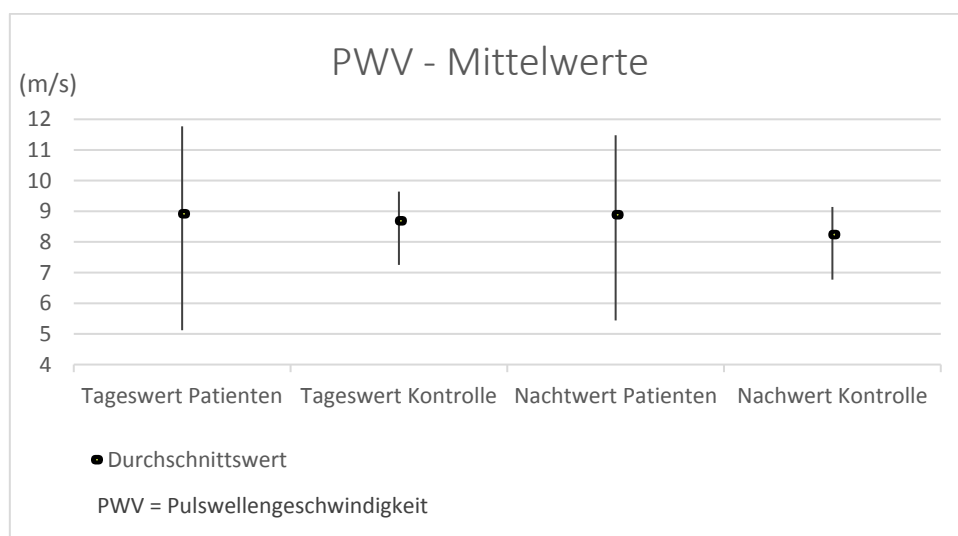 PWV - Mittelwerte
(m/s)
12
11
10
9
8
7
6
5
4
Tageswert Patienten Tageswert Kontrolle Nachtwert Patienten Nachwert Kontrolle
Durchschnittswert
PWV = Pulswellengeschwindigkeit